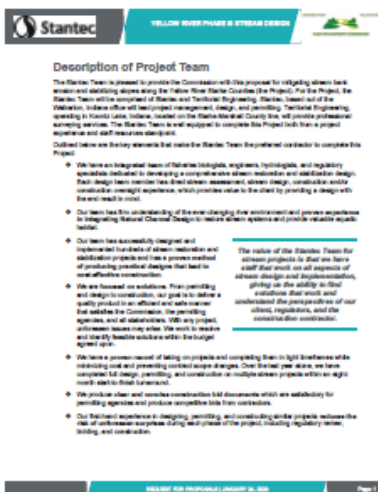 Stantec
YELLOW RIVER PHASE III STREAM DESIGN
Description of Project Team
The Stantec Team is pleased to provide the Commission with this proposal for mitigating stream bank
erosion and stabilizing slopes along the Yellow River Starke Counties (the Project). For the Project, the
Stantec Team will be comprised of Stantec and Territorial Engineering. Stantec, based out of the
Walkerton, Indiana office will lead project management, design, and permitting. Territorial Engineering,
operating in Koontz Lake, Indiana, located on the Starke-Marshall County line, will provide professional
surveying services. The Stantec Team is well equipped to complete this Project both from a project
experience and staff resources standpoint.
Outlined below are the key elements that make the Stantec Team the preferred contractor to complete this
Project:
We have an integrated team of fisheries biologists, engineers, hydrologists, and regulatory
specialists dedicated to developing a comprehensive stream restoration and stabilization design.
Each design team member has direct stream assessment, stream design, construction and/or
construction oversight experience, which provides value to the client by providing a design with
the end result in mind.
Our team has firm understanding of the ever changing river environment and proven experience
in integrating Natural Channel Design to restore stream systems and provide valuable aquatic
habitat.
Our team has successfully designed and
implemented hundreds of stream restoration and
stabilization projects and has a proven method
of producing practical designs that lead to
cost-effective construction.
We are focused on solutions. From permitting
and design to construction, our goal is to deliver a
quality product in an efficient and safe manner
that satisfies the Commission, the permitting
agencies, and all stakeholders. With any project,
unforeseen issues may arise. We work to resolve
and identify feasible solutions within the budget
agreed upon.
The value of the Stantec Team for
stream projects is that we have
staff that work on all aspects of
stream design and implementation,
giving us the ability to find
solutions that work and
understand the perspectives of our
client, regulators, and the
construction contractor.
We have a proven record of taking on projects and completing them in tight timeframes while
minimizing cost and preventing contract scope changes. Over the last year alone, we have
completed full design, permitting, and construction on multiple stream projects within an eight-
month start to finish turnaround.
We produce clear and concise construction bid documents which are satisfactory for
permitting agencies and produce competitive bids from contractors.
Our firsthand experience in designing, permitting, and constructing similar projects reduces the
risk of unforeseen surprises during each phase of the project, including regulatory review,
bidding, and construction.
REQUEST FOR PROPOSALS | JANUARY 24, 2020
Page 1